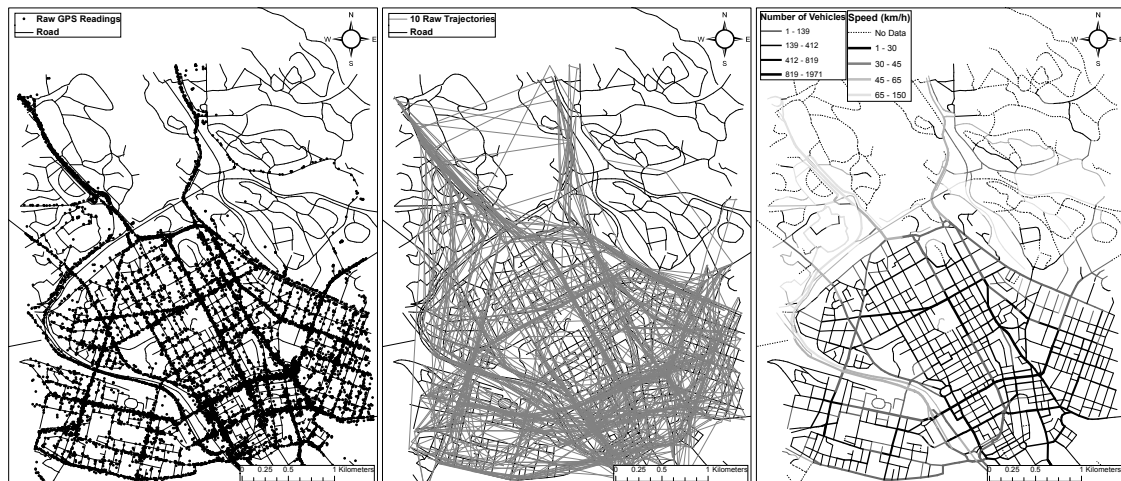 Raw GPS Readings
Road
N
W E
S
0 0.25 0.5 1 Kilometers
10 Raw Trajectories
Road
N
W E
S
0 0.25 0.5 1 Kilometers
Number of Vehicles
1 - 139
139 - 412
412 - 819
819 - 1971
Speed (km/h)
No Data
1 - 30
30 - 45
45 - 65
65 - 150
N
W E
S
0 0.25 0.5 1 Kilometers